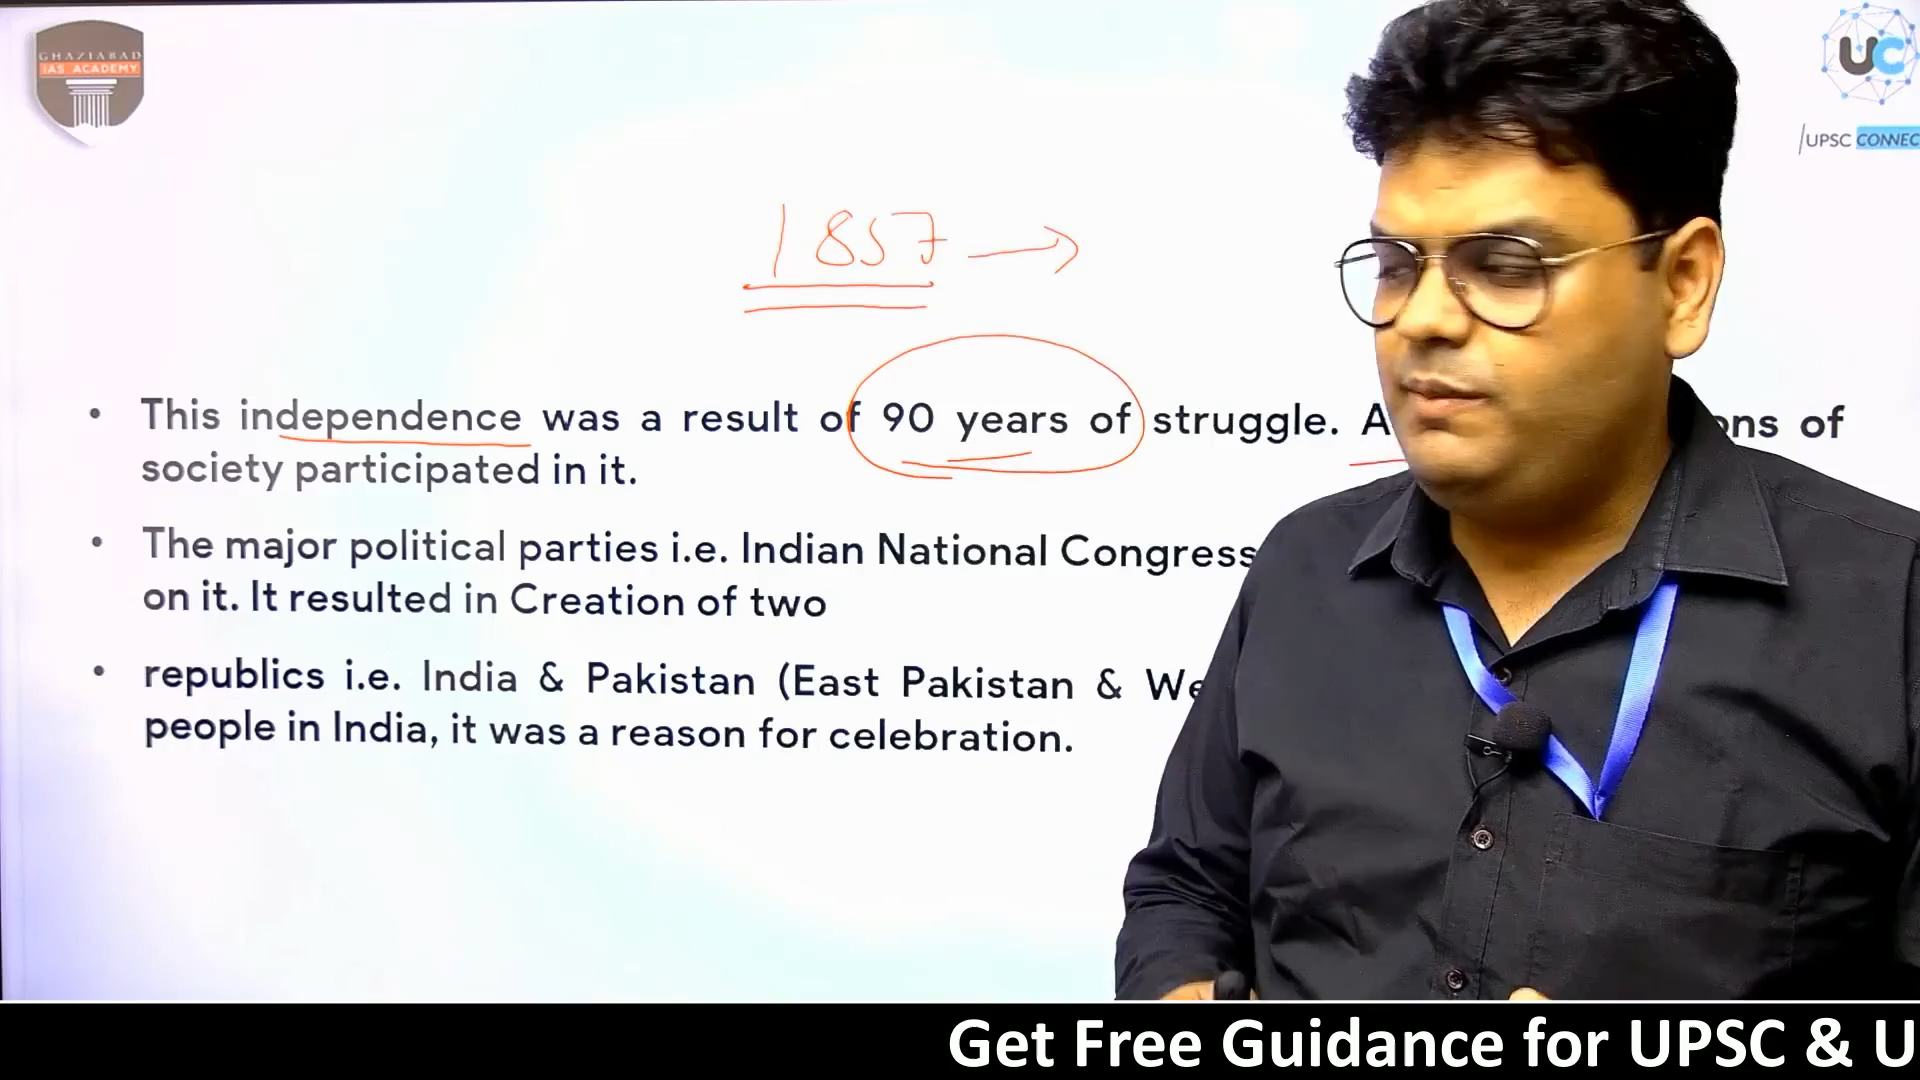 GHAZIABAD
IAS ACADEMY
UC
UPSC CONNEC
1857 →
• This independence was a result of 90 years of struggle. A ons of
society participated in it.
• The major political parties i.e. Indian National Congress
on it. It resulted in Creation of two
• republics i.e. India & Pakistan (East Pakistan & We
people in India, it was a reason for celebration.
Get Free Guidance for UPSC & U